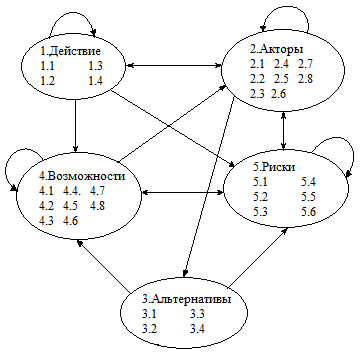 1.Действие
1.1 1.3
1.2 1.4
2.Акторы
2.1 2.4 2.7
2.2 2.5 2.8
2.3 2.6
4.Возможности
4.1 4.4. 4.7
4.2 4.5 4.8
4.3 4.6
5.Риски
5.1 5.4
5.2 5.5
5.3 5.6
3.Альтернативы
3.1 3.3
3.2 3.4